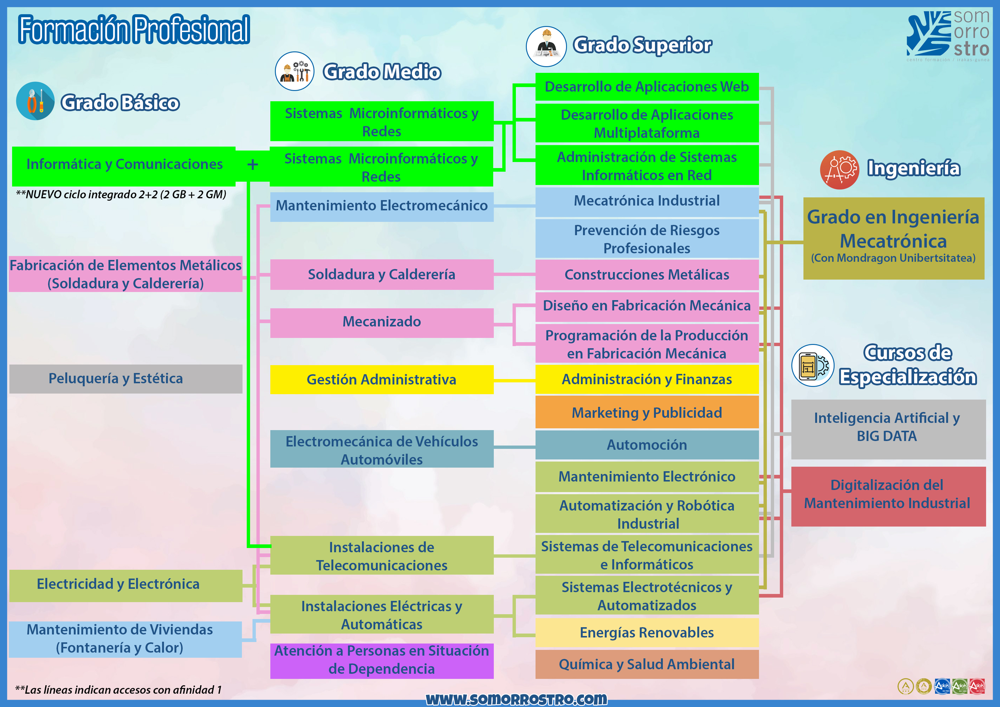 Formación Profesional
som
orro
stro
centro formación / irakas-gunea
Grado Básico
Informática y Comunicaciones
+
**NUEVO ciclo integrado 2+2 (2 GB + 2 GM)
Fabricación de Elementos Metálicos
(Soldadura y Calderería)
Peluquería y Estética
Electricidad y Electrónica
Mantenimiento de Viviendas
(Fontanería y Calor)
Grado Medio
Sistemas  Microinformáticos y
Redes
Sistemas  Microinformáticos y
Redes
Mantenimiento Electromecánico
Soldadura y Calderería
Mecanizado
Gestión Administrativa
Electromecánica de Vehículos
Automóviles
Instalaciones de
Telecomunicaciones
Instalaciones Eléctricas y
Automáticas
Atención a Personas en Situación
de Dependencia
Grado Superior
Desarrollo de Aplicaciones Web
Desarrollo de Aplicaciones
Multiplataforma
Administración de Sistemas
Informáticos en Red
Mecatrónica Industrial
Prevención de Riesgos
Profesionales
Construcciones Metálicas
Diseño en Fabricación Mecánica
Programación de la Producción
en Fabricación Mecánica
Administración y Finanzas
Marketing y Publicidad
Automoción
Mantenimiento Electrónico
Automatización y Robótica
Industrial
Sistemas de Telecomunicaciones
e Informáticos
Sistemas Electrotécnicos y
Automatizados
Energías Renovables
Química y Salud Ambiental
Ingeniería
Grado en Ingeniería
Mecatrónica
(Con Mondragon Unibertsitatea)
Cursos de
Especialización
Inteligencia Artificial y
BIG DATA
Digitalización del
Mantenimiento Industrial
**Las líneas indican accesos con afinidad 1
www.somorrostro.com
Adok
Adok
Adok